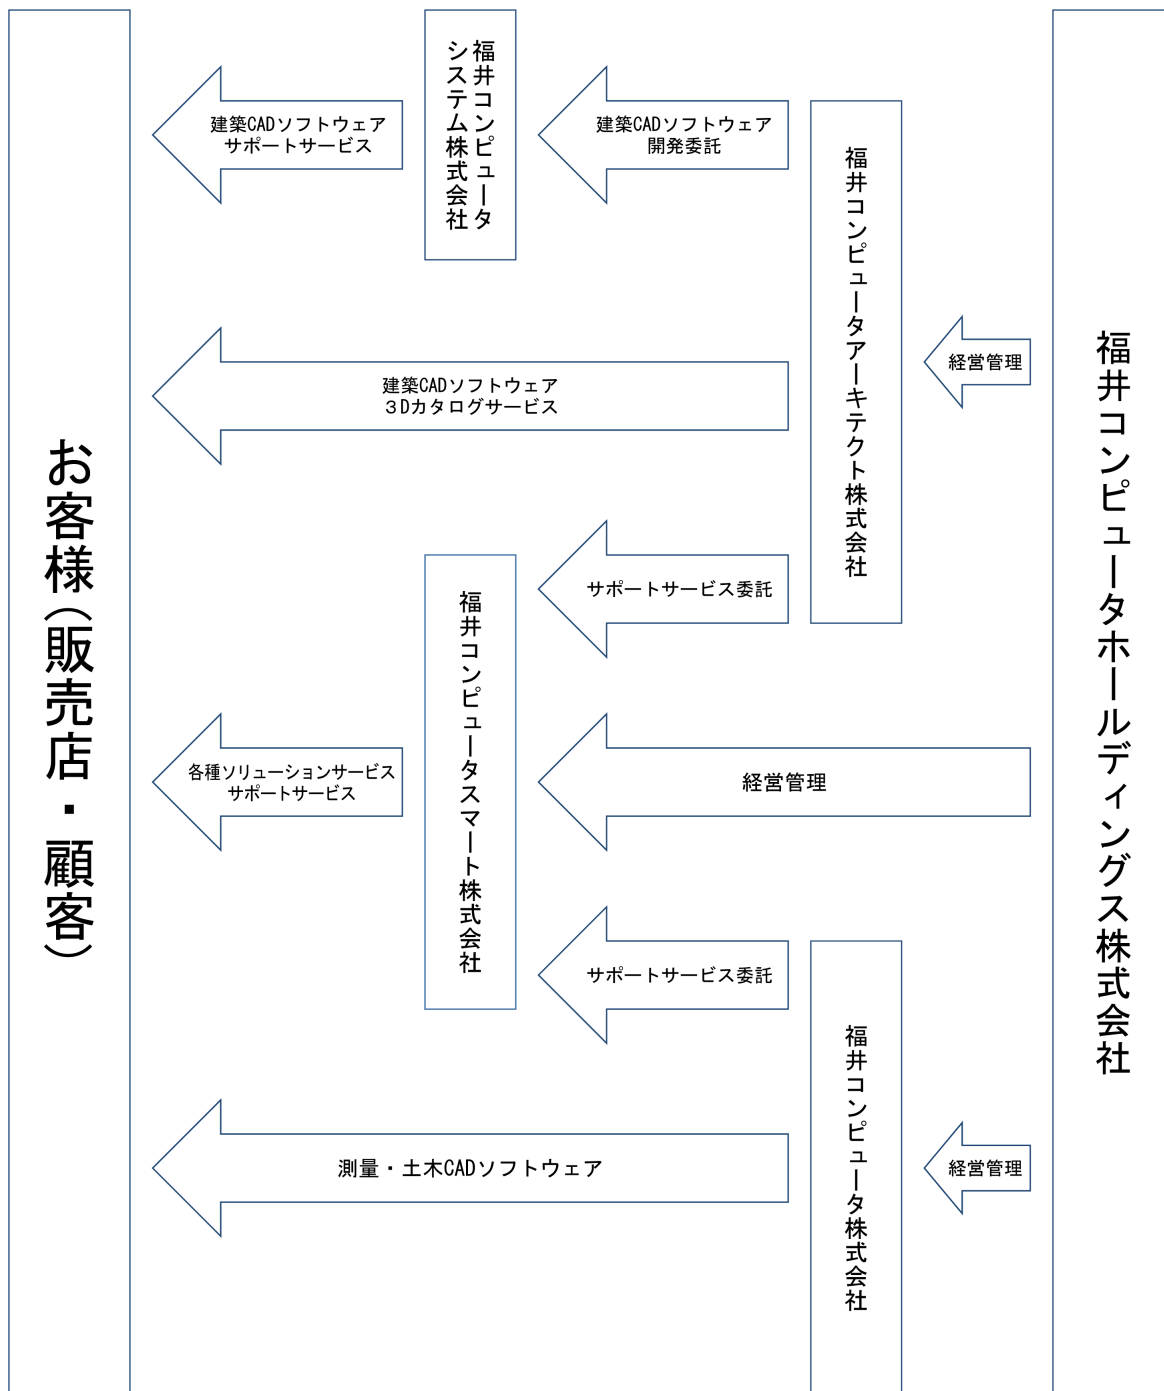 お客様(販売店・顧客)
福井コンピュータ
システム株式会社
建築CADソフトウェア
サポートサービス
建築CADソフトウェア
開発委託
福井コンピュータアーキテクト株式会社
経営管理
建築CADソフトウェア
３Dカタログサービス
サポートサービス委託
福井コンピュータスマート株式会社
各種ソリューションサービス
サポートサービス
経営管理
サポートサービス委託
福井コンピュータ株式会社
測量・土木CADソフトウェア
経営管理
福井コンピュータホールディングス株式会社